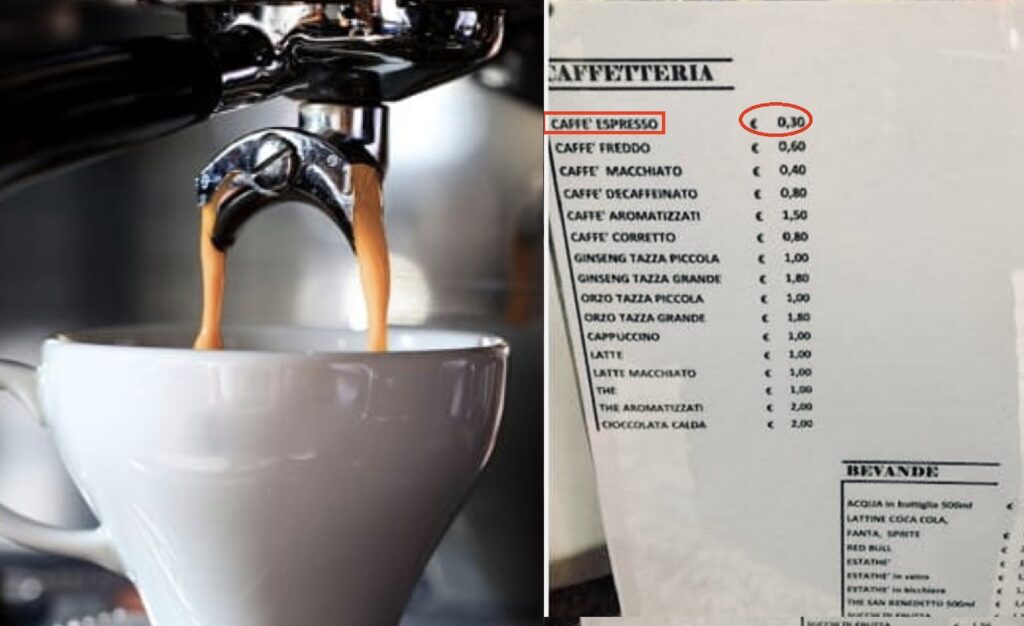 CAFFETTERIA
CAFFE' ESPRESSO € 0,30
CAFFE' FREDDO € 0,60
CAFFE' MACCHIATO € 0,40
CAFFE' DECAFFEINATO € 0,80
CAFFE' AROMATIZZATI € 1,50
CAFFE' CORRETTO € 0,80
GINSENG TAZZA PICCOLA € 1,00
GINSENG TAZZA GRANDE € 1,80
ORZO TAZZA PICCOLA € 1,00
ORZO TAZZA GRANDE € 1,80
CAPPUCCINO € 1,00
LATTE € 1,00
LATTE MACCHIATO € 1,00
THE € 1,00
THE AROMATIZZATI € 2,00
CIOCCOLATA CALDA € 2,00
BEVANDE
ACQUA in bottiglia 500ml €
LATTINE COCA COLA,
FANTA, SPRITE €
RED BULL €
ESTATHE' €
ESTATHE' in vetro €
ESTATHE' in bicchiere €
THE SAN BENEDETTO 500ml €
SUCCHI DI FRUTTA €